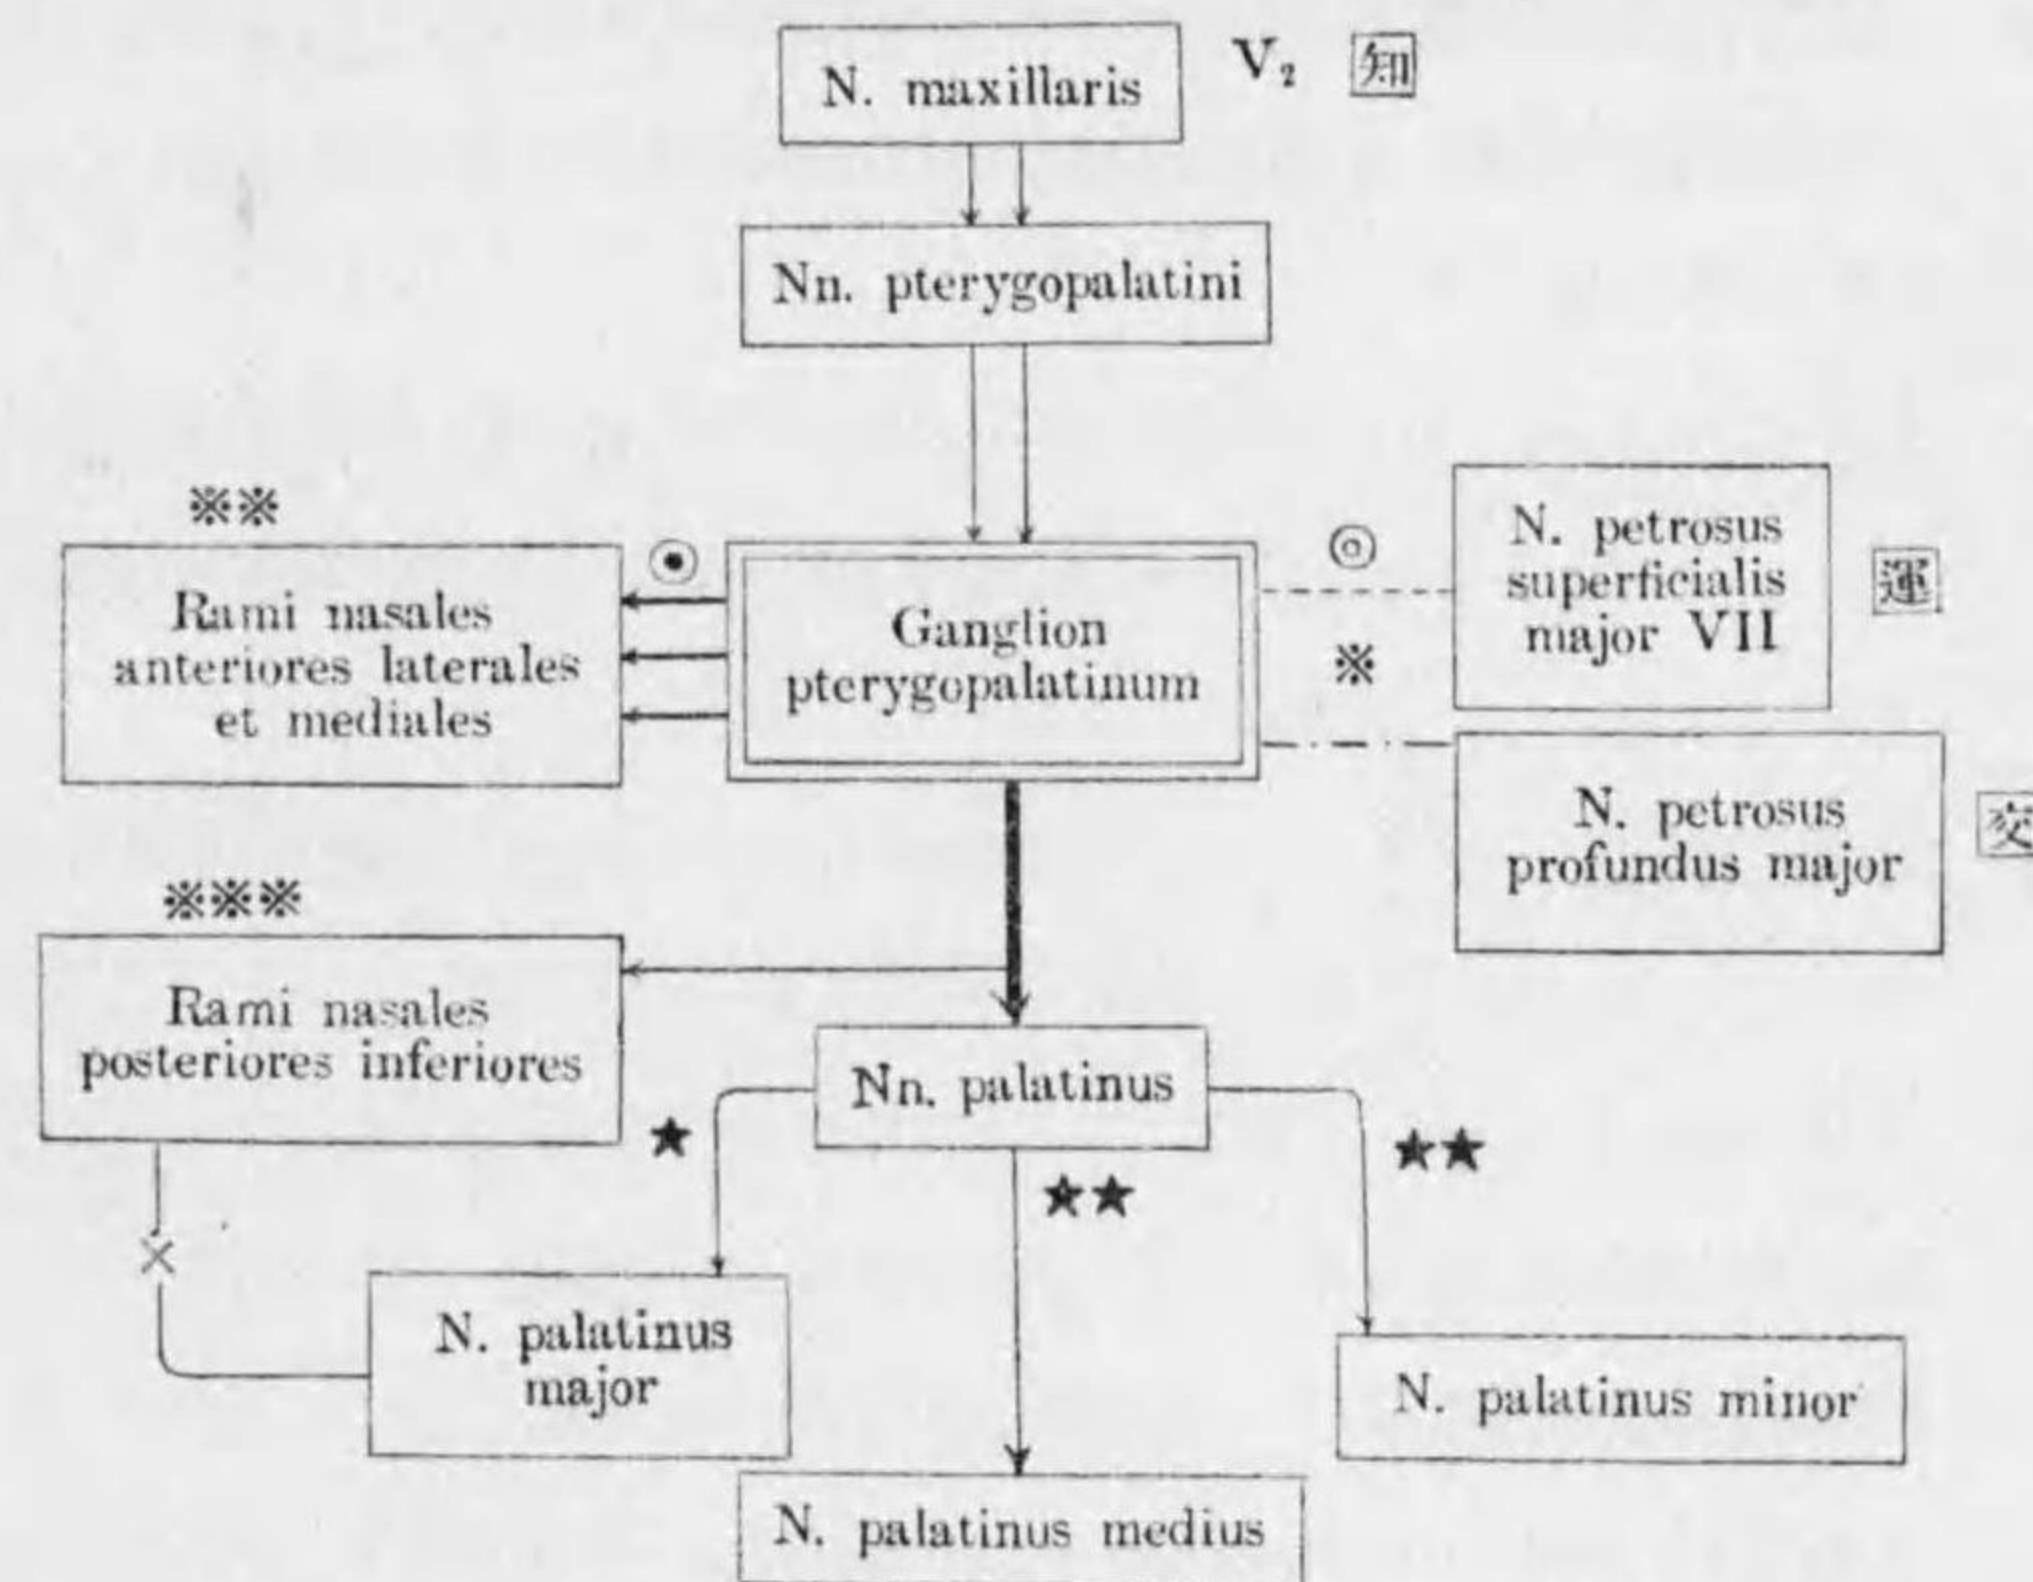 N. maxillaris
V₂ 知
Nn. pterygopalatini
※※
Rami nasales
anteriores laterales
et mediales
Ganglion
pterygopalatinum
◎
※
N. petrosus
superficialis
major VII
運
N. petrosus
profundus major
交
※※※
Rami nasales
posteriores inferiores
Nn. palatinus
★
★★
★★
×
N. palatinus
major
N. palatinus minor
N. palatinus medius